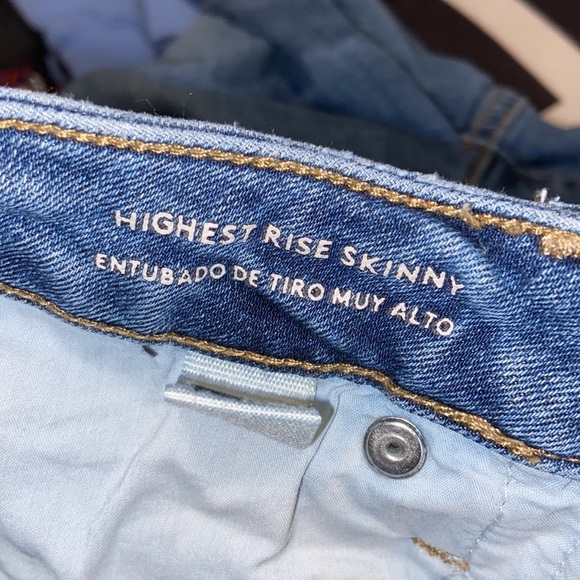 HIGHEST RISE SKINNY
ENTUBADO DE TIRO MUY ALTO